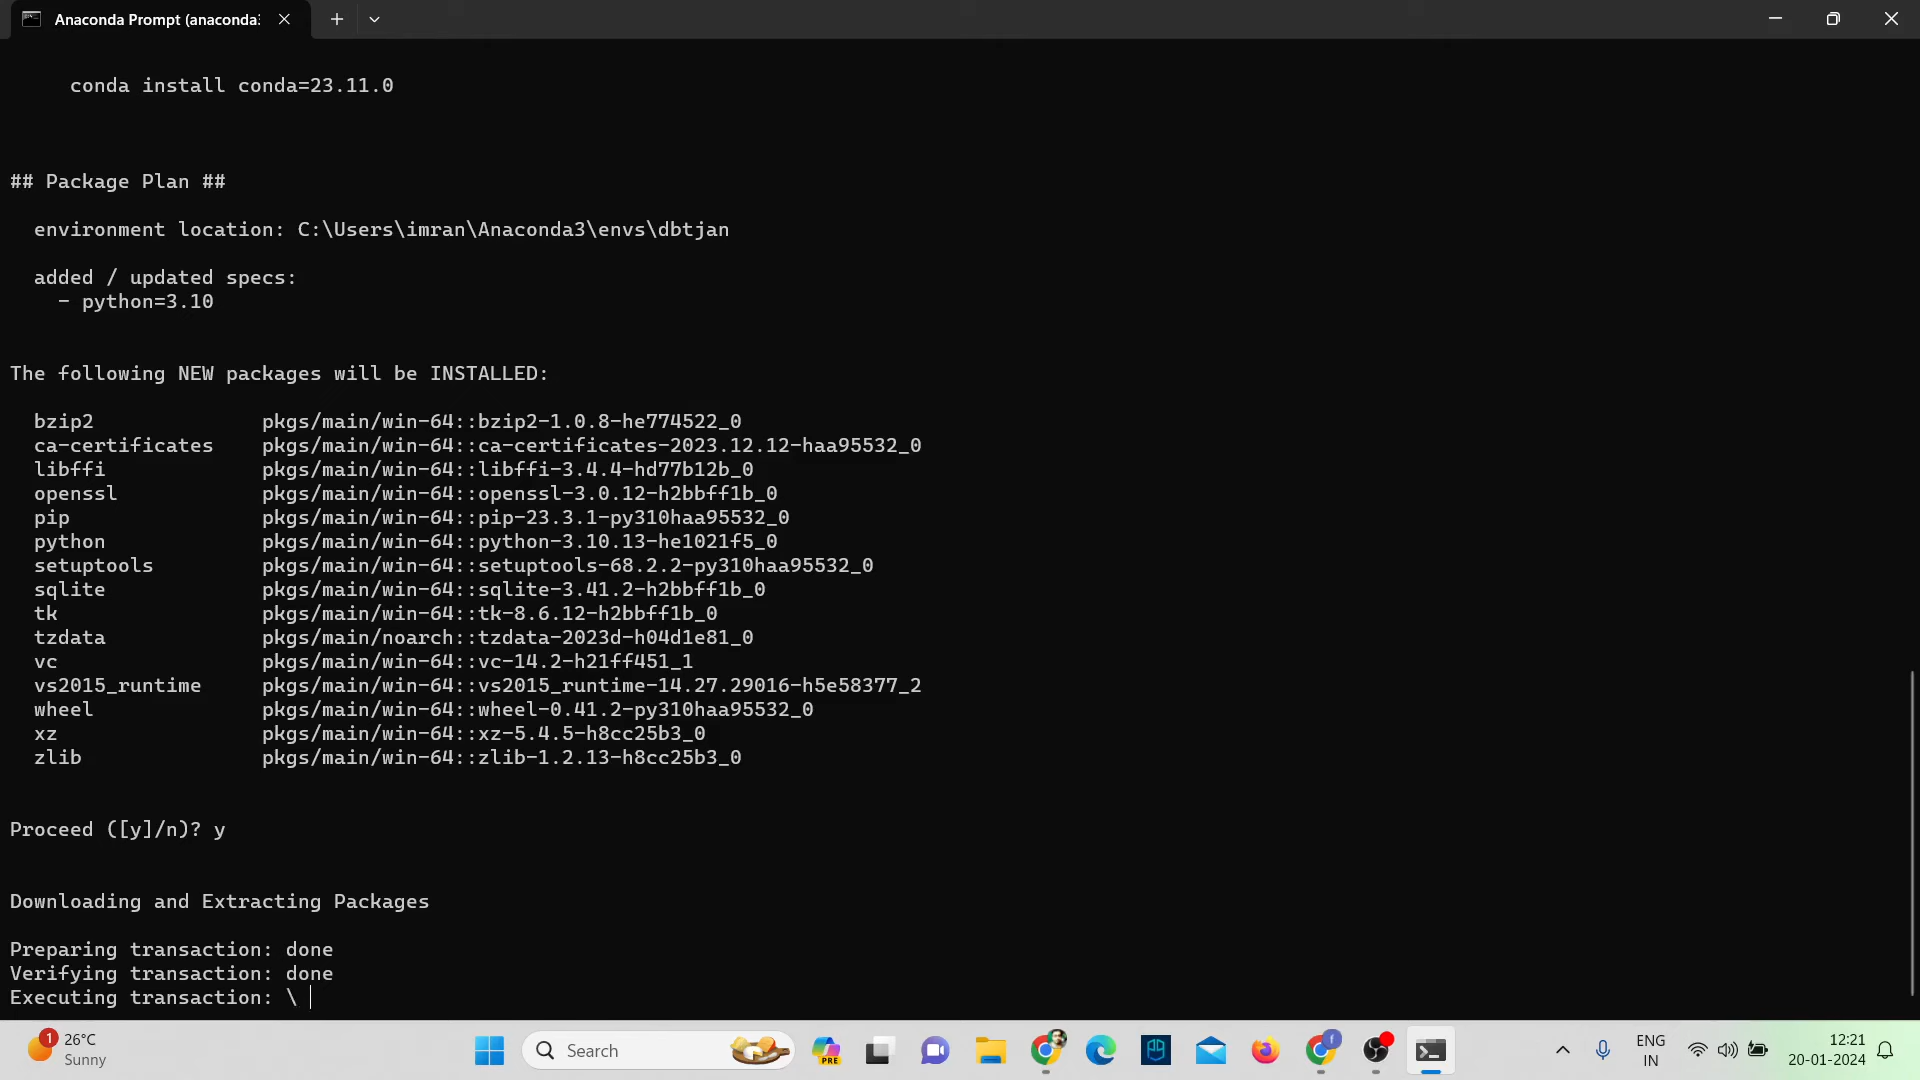 Anaconda Prompt (anaconda3
conda install conda=23.11.0
## Package Plan ##
environment location: C:\Users\imran\Anaconda3\envs\dbtjan
added / updated specs:
- python=3.10
The following NEW packages will be INSTALLED:
bzip2 pkgs/main/win-64::bzip2-1.0.8-he774522_0
ca-certificates pkgs/main/win-64::ca-certificates-2023.12.12-haa95532_0
libffi pkgs/main/win-64::libffi-3.4.4-hd77b12b_0
openssl pkgs/main/win-64::openssl-3.0.12-h2bbff1b_0
pip pkgs/main/win-64::pip-23.3.1-py310haa95532_0
python pkgs/main/win-64::python-3.10.13-he1021f5_0
setuptools pkgs/main/win-64::setuptools-68.2.2-py310haa95532_0
sqlite pkgs/main/win-64::sqlite-3.41.2-h2bbff1b_0
tk pkgs/main/win-64::tk-8.6.12-h2bbff1b_0
tzdata pkgs/main/noarch::tzdata-2023d-h04d1e81_0
vc pkgs/main/win-64::vc-14.2-h21ff451_1
vs2015_runtime pkgs/main/win-64::vs2015_runtime-14.27.29016-h5e58377_2
wheel pkgs/main/win-64::wheel-0.41.2-py310haa95532_0
xz pkgs/main/win-64::xz-5.4.5-h8cc25b3_0
zlib pkgs/main/win-64::zlib-1.2.13-h8cc25b3_0
Proceed ([y]/n)? y
Downloading and Extracting Packages
Preparing transaction: done
Verifying transaction: done
Executing transaction: \
1
26°C
Sunny
Search
PRE
f
ENG
IN
12:21
20-01-2024